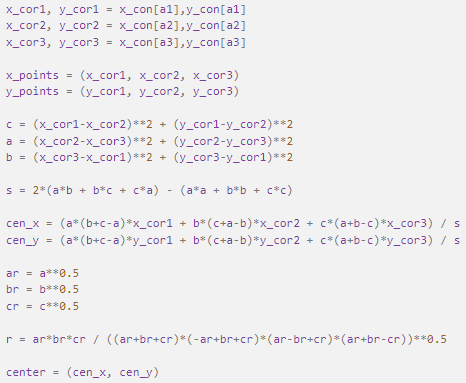 x_cor1, y_cor1 = x_con[a1],y_con[a1]
x_cor2, y_cor2 = x_con[a2],y_con[a2]
x_cor3, y_cor3 = x_con[a3],y_con[a3]
x_points = (x_cor1, x_cor2, x_cor3)
y_points = (y_cor1, y_cor2, y_cor3)
c = (x_cor1-x_cor2)**2 + (y_cor1-y_cor2)**2
a = (x_cor2-x_cor3)**2 + (y_cor2-y_cor3)**2
b = (x_cor3-x_cor1)**2 + (y_cor3-y_cor1)**2
s = 2*(a*b + b*c + c*a) - (a*a + b*b + c*c)
cen_x = (a*(b+c-a)*x_cor1 + b*(c+a-b)*x_cor2 + c*(a+b-c)*x_cor3) / s
cen_y = (a*(b+c-a)*y_cor1 + b*(c+a-b)*y_cor2 + c*(a+b-c)*y_cor3) / s
ar = a**0.5
br = b**0.5
cr = c**0.5
r = ar*br*cr / ((ar+br+cr)*(-ar+br+cr)*(ar-br+cr)*(ar+br-cr))**0.5
center = (cen_x, cen_y)